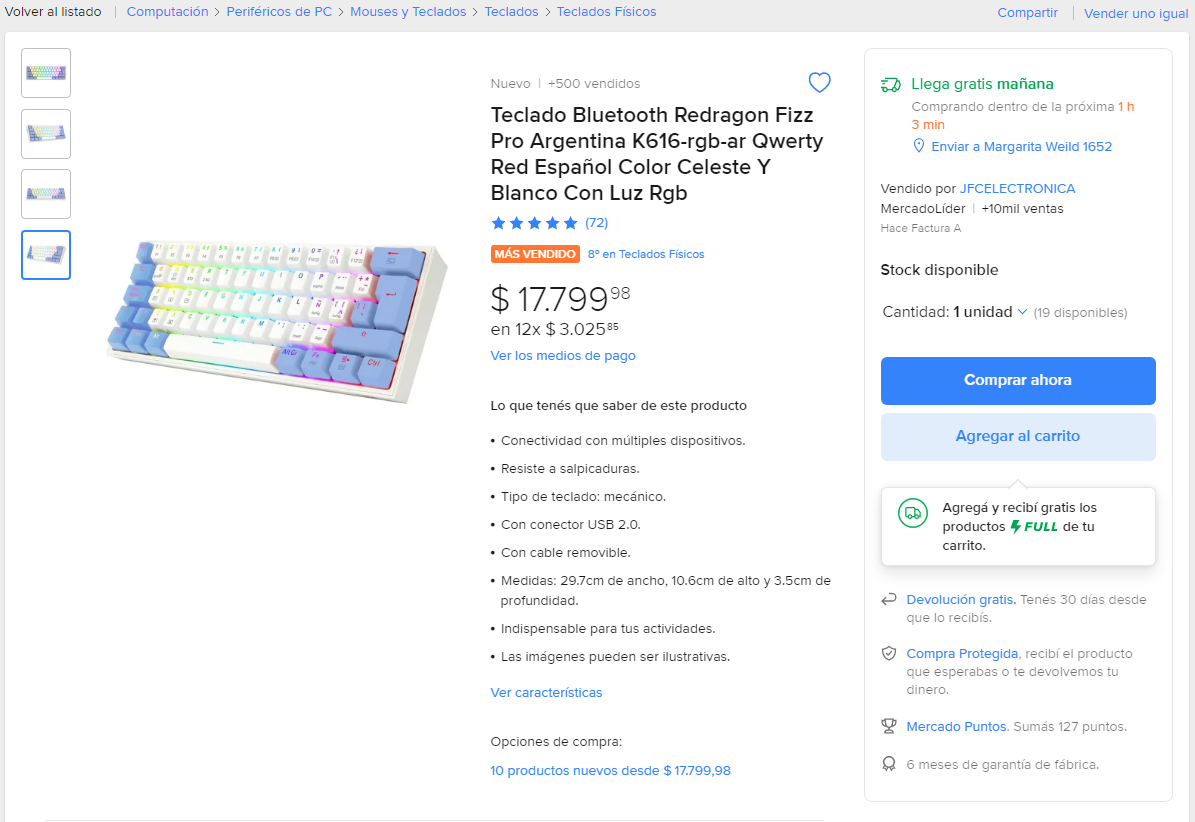 Volver al listado | Computación > Periféricos de PC > Mouses y Teclados > Teclados > Teclados Físicos
Compartir | Vender uno igual
Nuevo | +500 vendidos
Teclado Bluetooth Redragon Fizz
Pro Argentina K616-rgb-ar Qwerty
Red Español Color Celeste Y
Blanco Con Luz Rgb
(72)
MÁS VENDIDO 8º en Teclados Físicos
$ 17.799 98
en 12x $ 3.025 85
Ver los medios de pago
Lo que tenés que saber de este producto
• Conectividad con múltiples dispositivos.
• Resiste a salpicaduras.
• Tipo de teclado: mecánico.
• Con conector USB 2.0.
• Con cable removible.
• Medidas: 29.7cm de ancho, 10.6cm de alto y 3.5cm de
profundidad.
• Indispensable para tus actividades.
• Las imágenes pueden ser ilustrativas.
Ver características
Opciones de compra:
10 productos nuevos desde $ 17.799,98
Llega gratis mañana
Comprando dentro de la próxima 1 h
3 min
Enviar a Margarita Weild 1652
Vendido por JFCELECTRONICA
MercadoLíder | +10mil ventas
Hace Factura A
Stock disponible
Cantidad: 1 unidad (19 disponibles)
Comprar ahora
Agregar al carrito
Agregá y recibí gratis los
productos FULL de tu
carrito.
Devolución gratis. Tenés 30 días desde
que lo recibís.
Compra Protegida, recibí el producto
que esperabas o te devolvemos tu
dinero.
Mercado Puntos. Sumás 127 puntos.
6 meses de garantía de fábrica.
Alt Gr
Fn
Ctrl